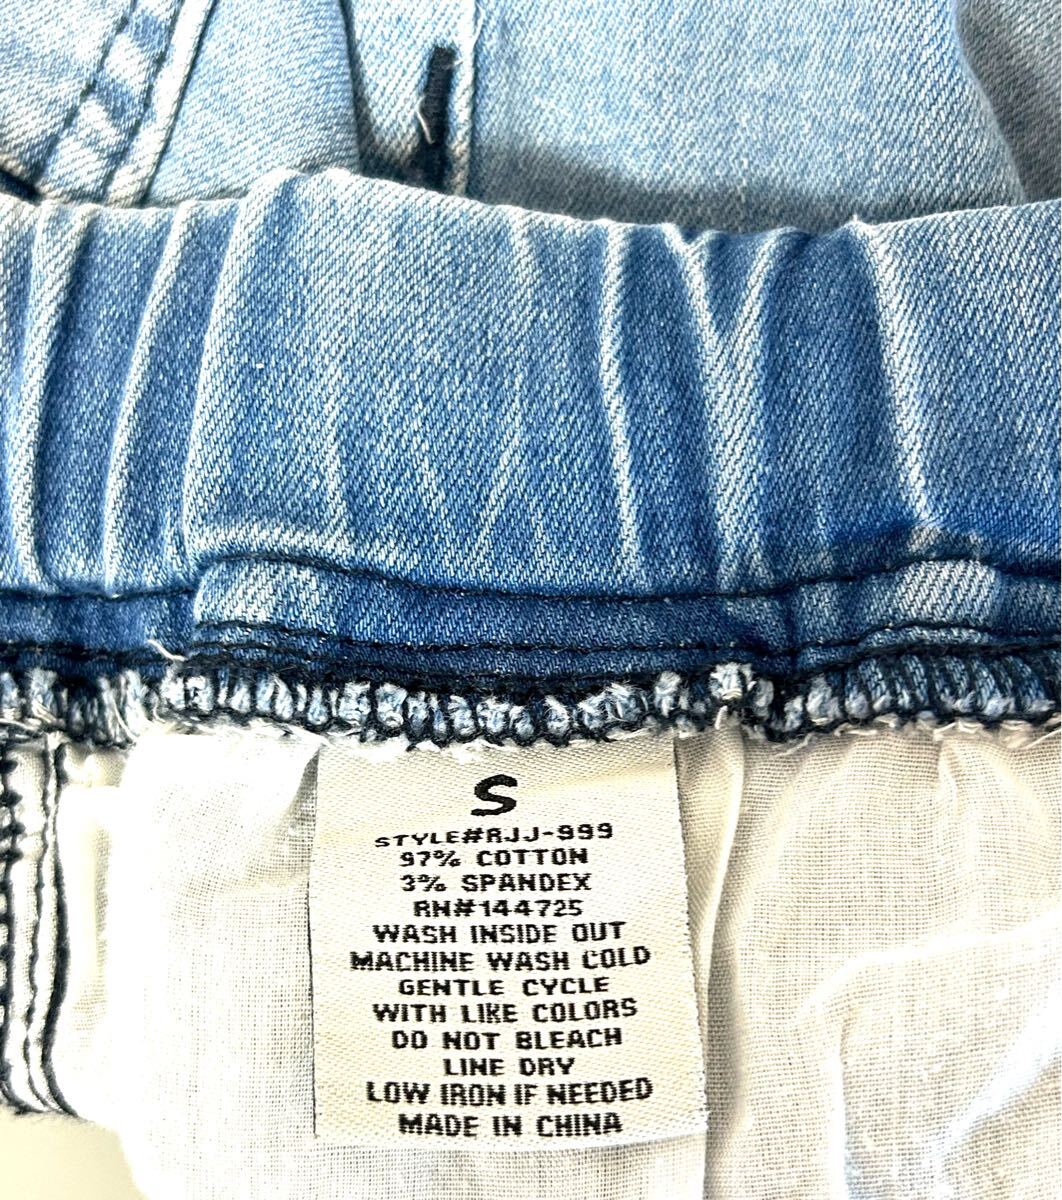 S
STYLE#RJJ-999
97% COTTON
3% SPANDEX
RN#144725
WASH INSIDE OUT
MACHINE WASH COLD
GENTLE CYCLE
WITH LIKE COLORS
DO NOT BLEACH
LINE DRY
LOW IRON IF NEEDED
MADE IN CHINA